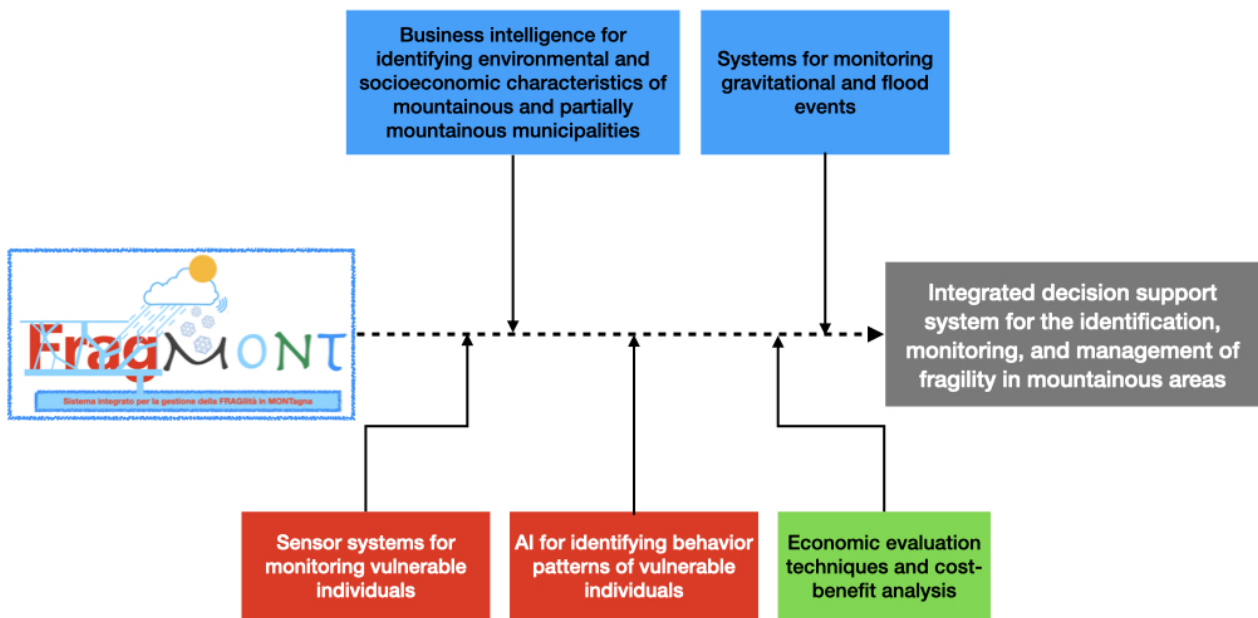 Business intelligence for
identifying environmental and
socioeconomic characteristics of
mountainous and partially
mountainous municipalities
Systems for monitoring
gravitational and flood
events
FragMONT
Sistema integrato per la gestione della FRAGilità in MONTagna
Integrated decision support
system for the identification,
monitoring, and management of
fragility in mountainous areas
Sensor systems for
monitoring vulnerable
individuals
AI for identifying behavior
patterns of vulnerable
individuals
Economic evaluation
techniques and cost-
benefit analysis